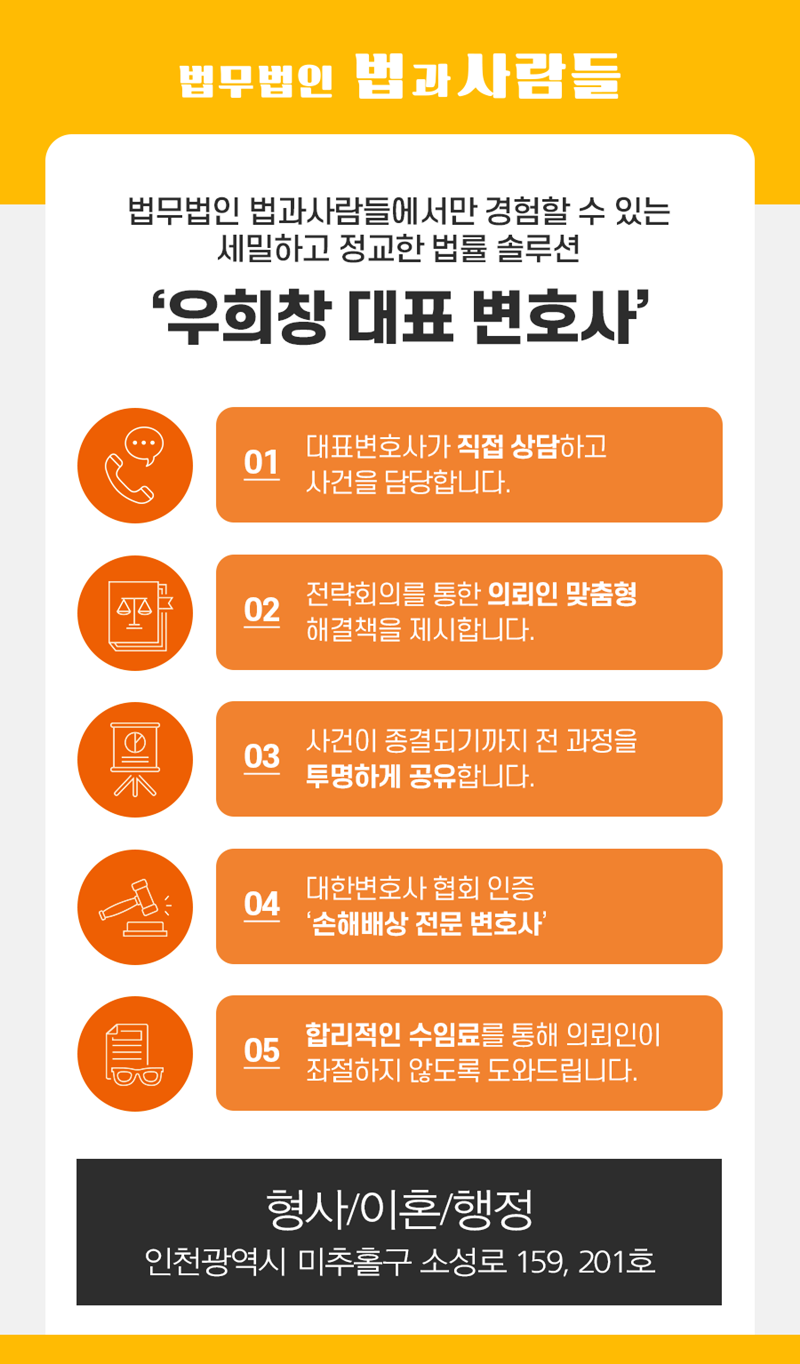 법무법인 법과사람들
법무법인 법과사람들에서만 경험할 수 있는
세밀하고 정교한 법률 솔루션
‘우희창 대표 변호사’
01
대표변호사가 직접 상담하고
사건을 담당합니다.
02
전략회의를 통한 의뢰인 맞춤형
해결책을 제시합니다.
03
사건이 종결되기까지 전 과정을
투명하게 공유합니다.
04
대한변호사 협회 인증
‘손해배상 전문 변호사’
05
합리적인 수임료를 통해 의뢰인이
좌절하지 않도록 도와드립니다.
형사/이혼/행정
인천광역시 미추홀구 소성로 159, 201호